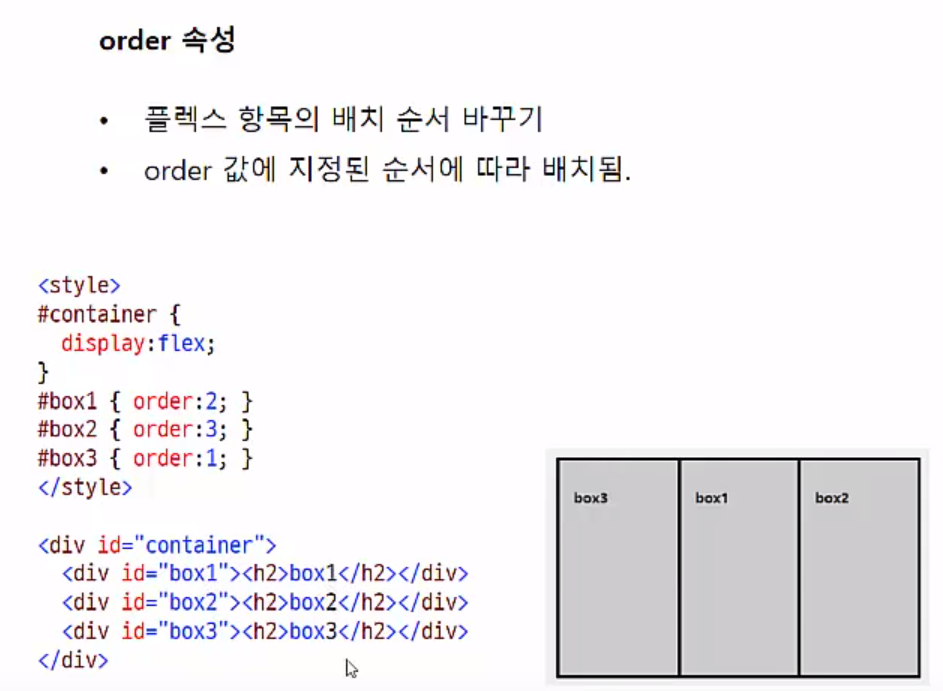 order 속성
• 플렉스 항목의 배치 순서 바꾸기
• order 값에 지정된 순서에 따라 배치됨.
<style>
#container {
display:flex;
}
#box1 { order:2; }
#box2 { order:3; }
#box3 { order:1; }
</style>
<div id="container">
<div id="box1"><h2>box1</h2></div>
<div id="box2"><h2>box2</h2></div>
<div id="box3"><h2>box3</h2></div>
</div>
box3 box1 box2